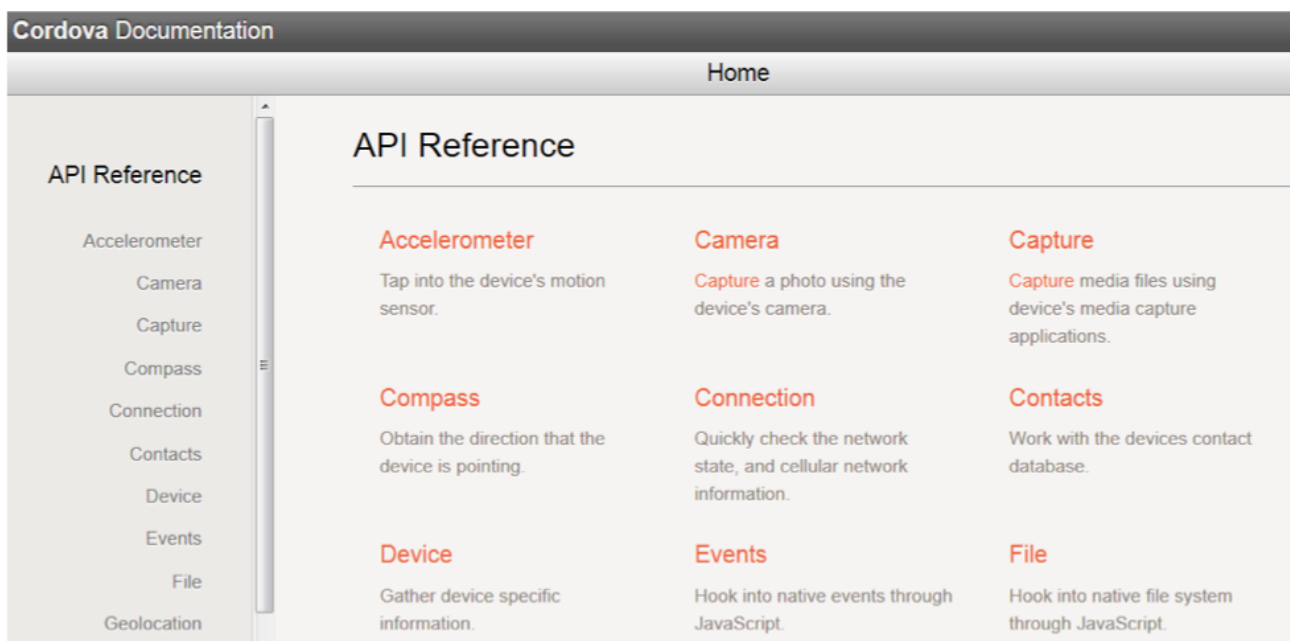 Cordova Documentation
Home
API Reference
Accelerometer
Camera
Capture
Compass
Connection
Contacts
Device
Events
File
Geolocation
API Reference
Accelerometer
Tap into the device's motion
sensor.
Camera
Capture a photo using the
device's camera.
Capture
Capture media files using
device's media capture
applications.
Compass
Obtain the direction that the
device is pointing.
Connection
Quickly check the network
state, and cellular network
information.
Contacts
Work with the devices contact
database.
Device
Gather device specific
information.
Events
Hook into native events through
JavaScript.
File
Hook into native file system
through JavaScript.